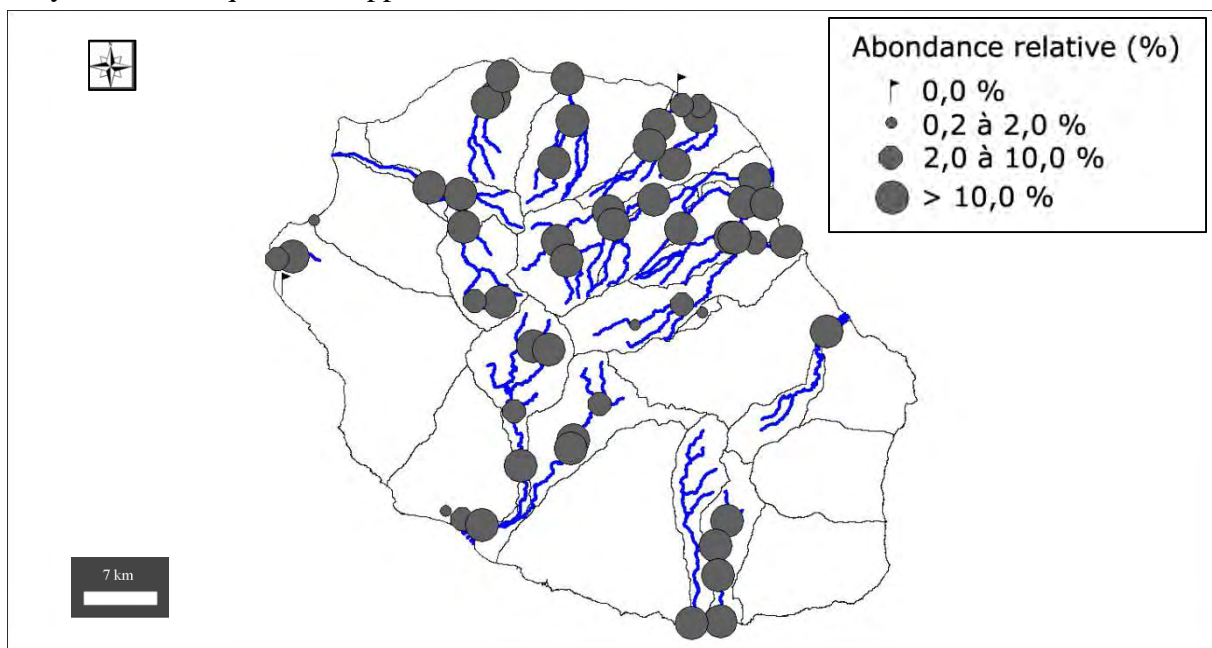 Abondance relative (%)
0,0 %
0,2 à 2,0 %
2,0 à 10,0 %
> 10,0 %
7 km